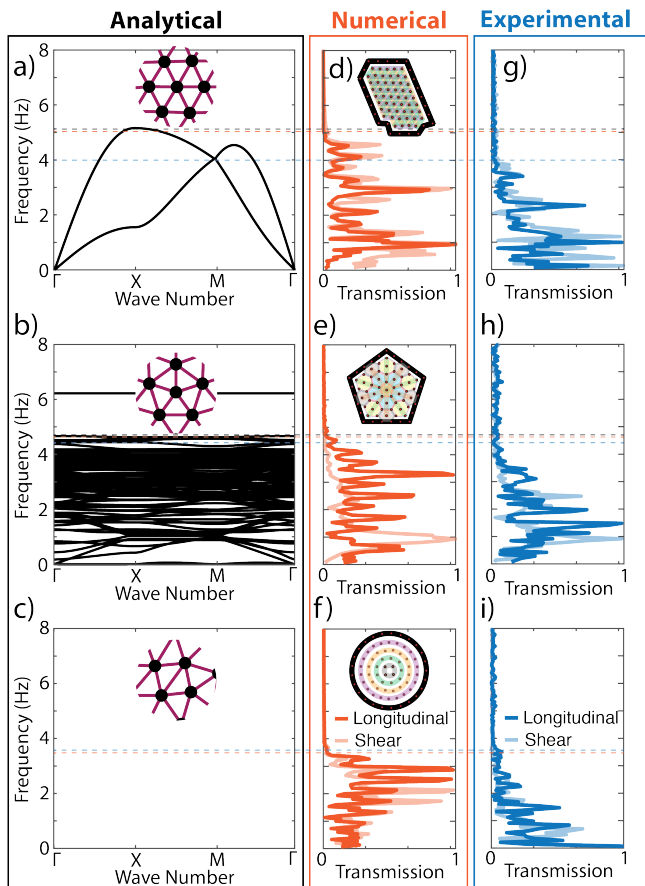 Analytical
Numerical
Experimental
a)
d)
g)
Frequency (Hz)
8
6
4
2
0
Γ X M Γ
Wave Number
0 1
Transmission
0 1
Transmission
b)
e)
h)
Frequency (Hz)
8
6
4
2
0
Γ X M Γ
Wave Number
0 1
Transmission
0 1
Transmission
c)
f)
i)
Frequency (Hz)
8
6
4
2
0
Γ X M Γ
Wave Number
Longitudinal
Shear
0 1
Transmission
Longitudinal
Shear
0 1
Transmission